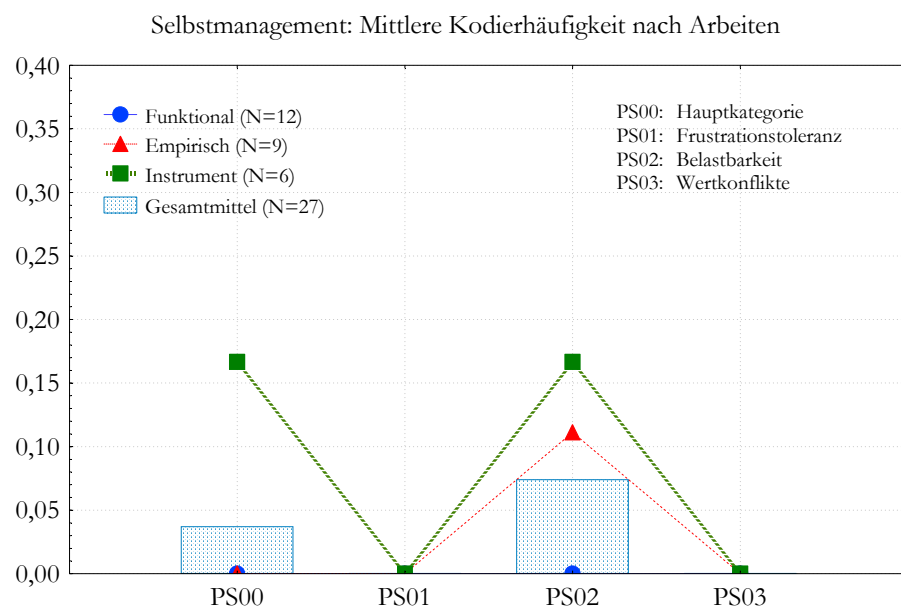 Selbstmanagement: Mittlere Kodierhäufigkeit nach Arbeiten
0,40
0,35
0,30
0,25
0,20
0,15
0,10
0,05
0,00
Funktional (N=12)
Empirisch (N=9)
Instrument (N=6)
Gesamtmittel (N=27)
PS00: Hauptkategorie
PS01: Frustrationstoleranz
PS02: Belastbarkeit
PS03: Wertkonflikte
PS00 PS01 PS02 PS03